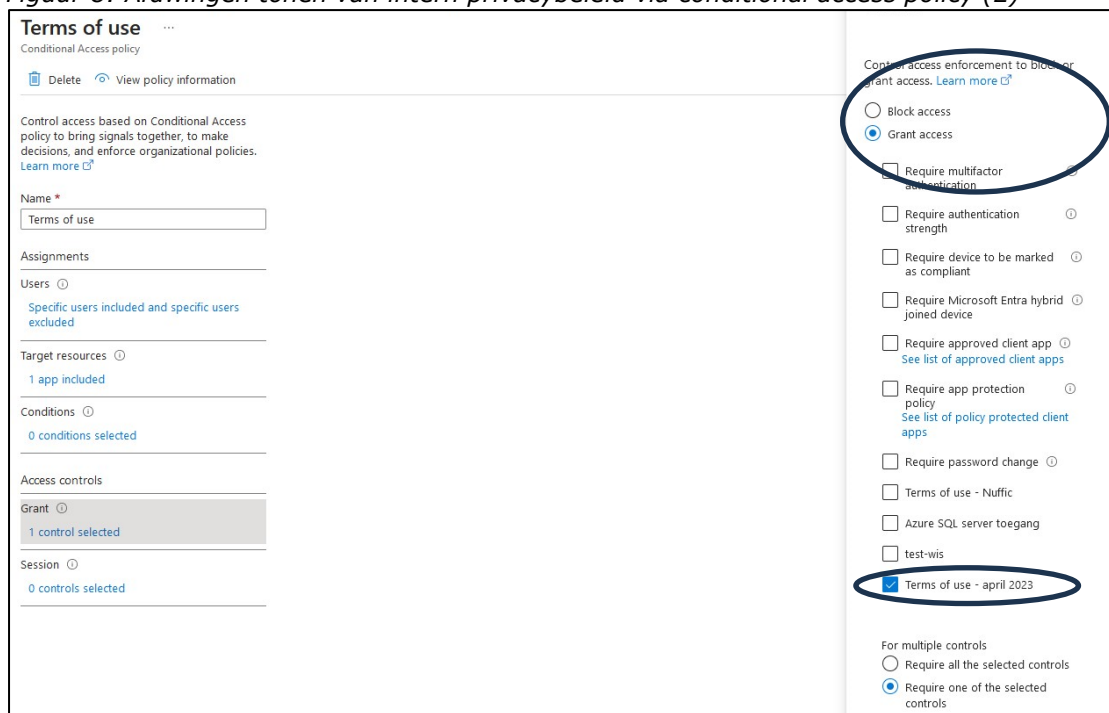 Terms of use ...
Conditional Access policy
Delete View policy information
Control access based on Conditional Access
policy to bring signals together, to make
decisions, and enforce organizational policies.
Learn more
Name *
Terms of use
Assignments
Users
Specific users included and specific users
excluded
Target resources
1 app included
Conditions
0 conditions selected
Access controls
Grant
1 control selected
Session
0 controls selected
Control access enforcement to block or
grant access. Learn more
Block access
Grant access
Require multifactor
authentication
Require authentication
strength
Require device to be marked
as compliant
Require Microsoft Entra hybrid
joined device
Require approved client app
See list of approved client apps
Require app protection
policy
See list of policy protected client
apps
Require password change
Terms of use - Nuffic
Azure SQL server toegang
test-wis
Terms of use - april 2023
For multiple controls
Require all the selected controls
Require one of the selected
controls